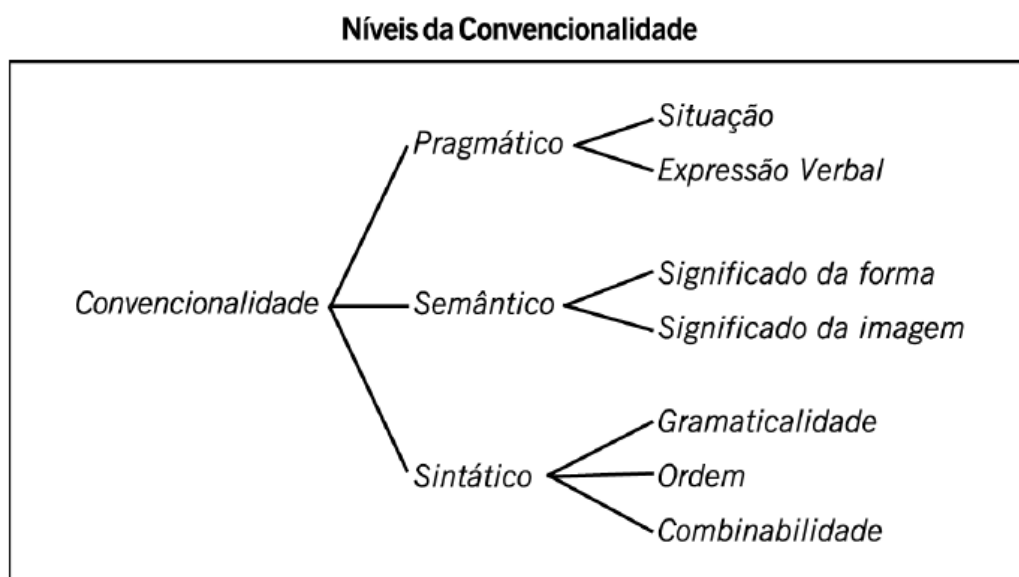 Níveis da Convencionalidade
Situação
Pragmático
Expressão Verbal
Significado da forma
Convencionalidade
Semântico
Significado da imagem
Gramaticalidade
Sintático
Ordem
Combinabilidade